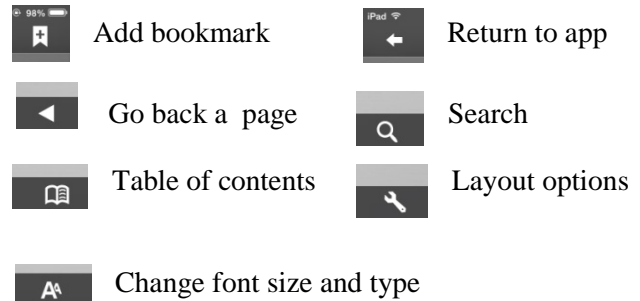 98%
Add bookmark
iPad
Return to app
Go back a page
Search
Table of contents
Layout options
AA
Change font size and type